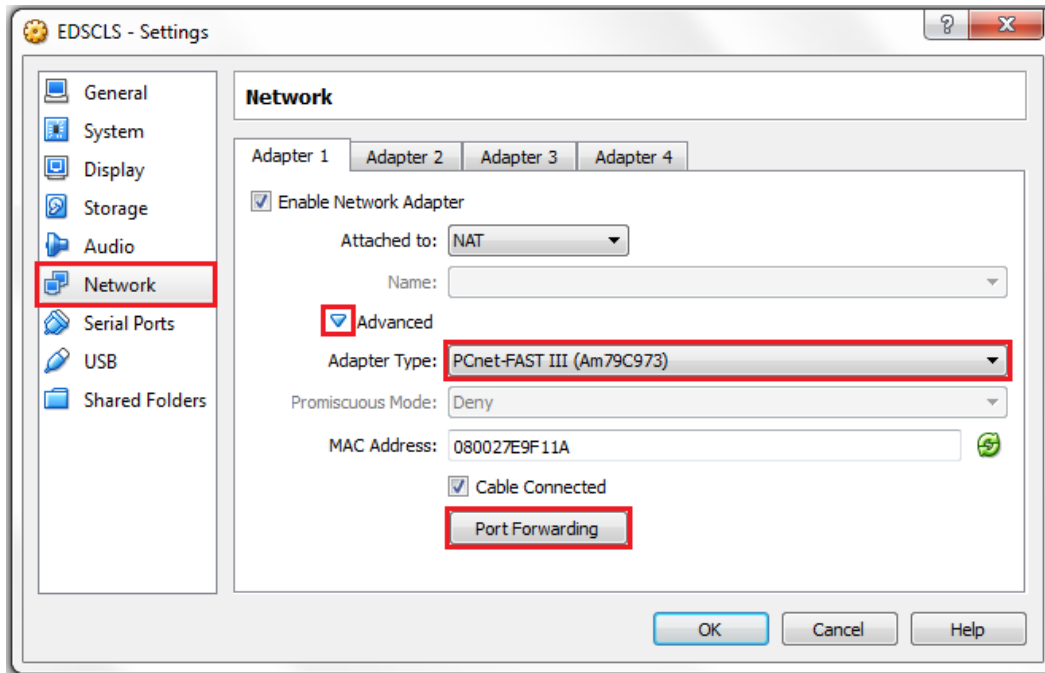 EDSCLS - Settings
General
System
Display
Storage
Audio
Network
Serial Ports
USB
Shared Folders
Network
Adapter 1 Adapter 2 Adapter 3 Adapter 4
Enable Network Adapter
Attached to: NAT
Name:
Advanced
Adapter Type: PCnet-FAST III (Am79C973)
Promiscuous Mode: Deny
MAC Address: 080027E9F11A
Cable Connected
Port Forwarding
OK Cancel Help